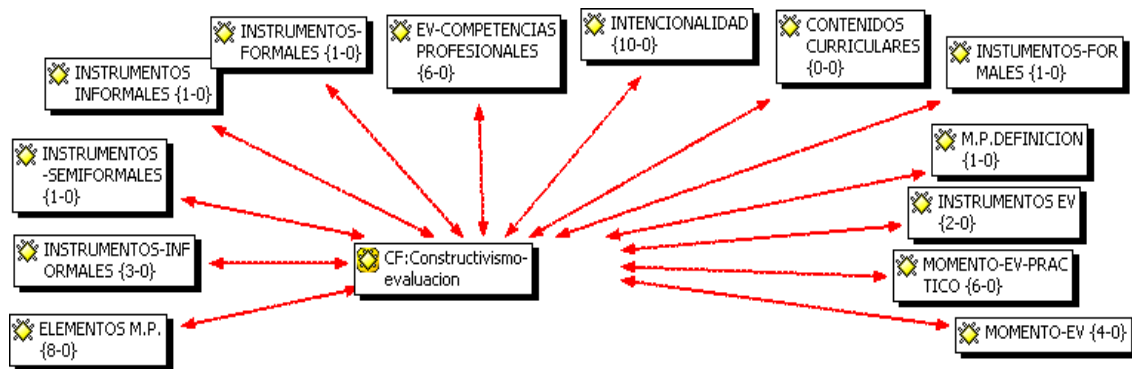 INSTRUMENTOS-
FORMALES {1-0}
EV-COMPETENCIAS
PROFESIONALES
{6-0}
INTENCIONALIDAD
{10-0}
CONTENIDOS
CURRICULARES
{0-0}
INSTUMENTOS-FOR
MALES {1-0}
INSTRUMENTOS
INFORMALES {1-0}
M.P.DEFINICION
{1-0}
INSTRUMENTOS
-SEMIFORMALES
{1-0}
INSTRUMENTOS EV
{2-0}
INSTRUMENTOS-INF
ORMALES {3-0}
CF:Constructivismo-
evaluacion
MOMENTO-EV-PRAC
TICO {6-0}
ELEMENTOS M.P.
{8-0}
MOMENTO-EV {4-0}